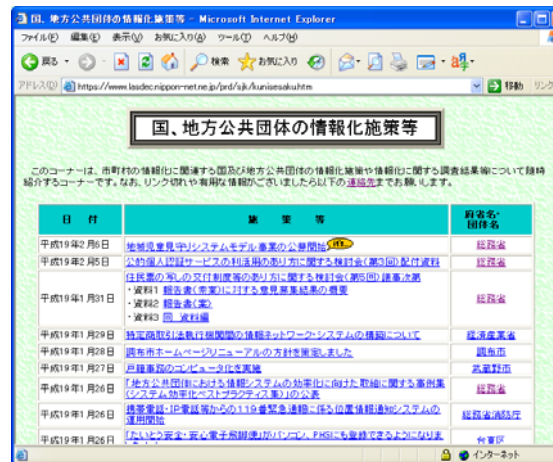 国、地方公共団体の情報化施策等 - Microsoft Internet Explorer
ファイル(F) 編集(E) 表示(V) お気に入り(A) ツール(T) ヘルプ(H)
戻る 検索 お気に入り
アドレス(D) https://www.lasdec.nippon-net.ne.jp/prd/sjk/kunisesaku.htm 移動 リンク
国、地方公共団体の情報化施策等
このコーナーは、市町村の情報化に関連する国及び地方公共団体の情報化施策や情報化に関する調査結果等について随時
紹介するコーナーです。なお、リンク切れや有用な情報がございましたら以下の連絡先までお願いします。
日 付 施 策 等 府省名・
団体名
平成19年2月6日 地域児童見守りシステムモデル事業の公募開始 総務省
平成19年2月5日 公的個人認証サービスの利活用のあり方に関する検討会(第3回)配付資料 総務省
平成19年1月31日 住民票の写しの交付制度等のあり方に関する検討会(第5回)議事次第 総務省
・資料1 報告書(素案)に対する意見募集結果の概要
・資料2 報告書(案)
・資料3 同 資料編
平成19年1月29日 特定商取引法執行機関間の情報ネットワーク・システムの構築について 経済産業省
平成19年1月28日 調布市ホームページリニューアルの方針を策定しました 調布市
平成19年1月27日 戸籍事務のコンピュータ化を実施 武蔵野市
平成19年1月26日 「地方公共団体における情報システムの効率化に向けた取組に関する事例集 総務省
(システム効率化ベストプラクティス集)」の公表
平成19年1月26日 携帯電話・IP電話等からの119番緊急通報に係る位置情報通知システムの 総務省消防庁
運用開始
平成19年1月26日 「たいとう安全・安心電子飛脚便」がパソコン、PHSにも登録できるようになりま 台東区
インターネット